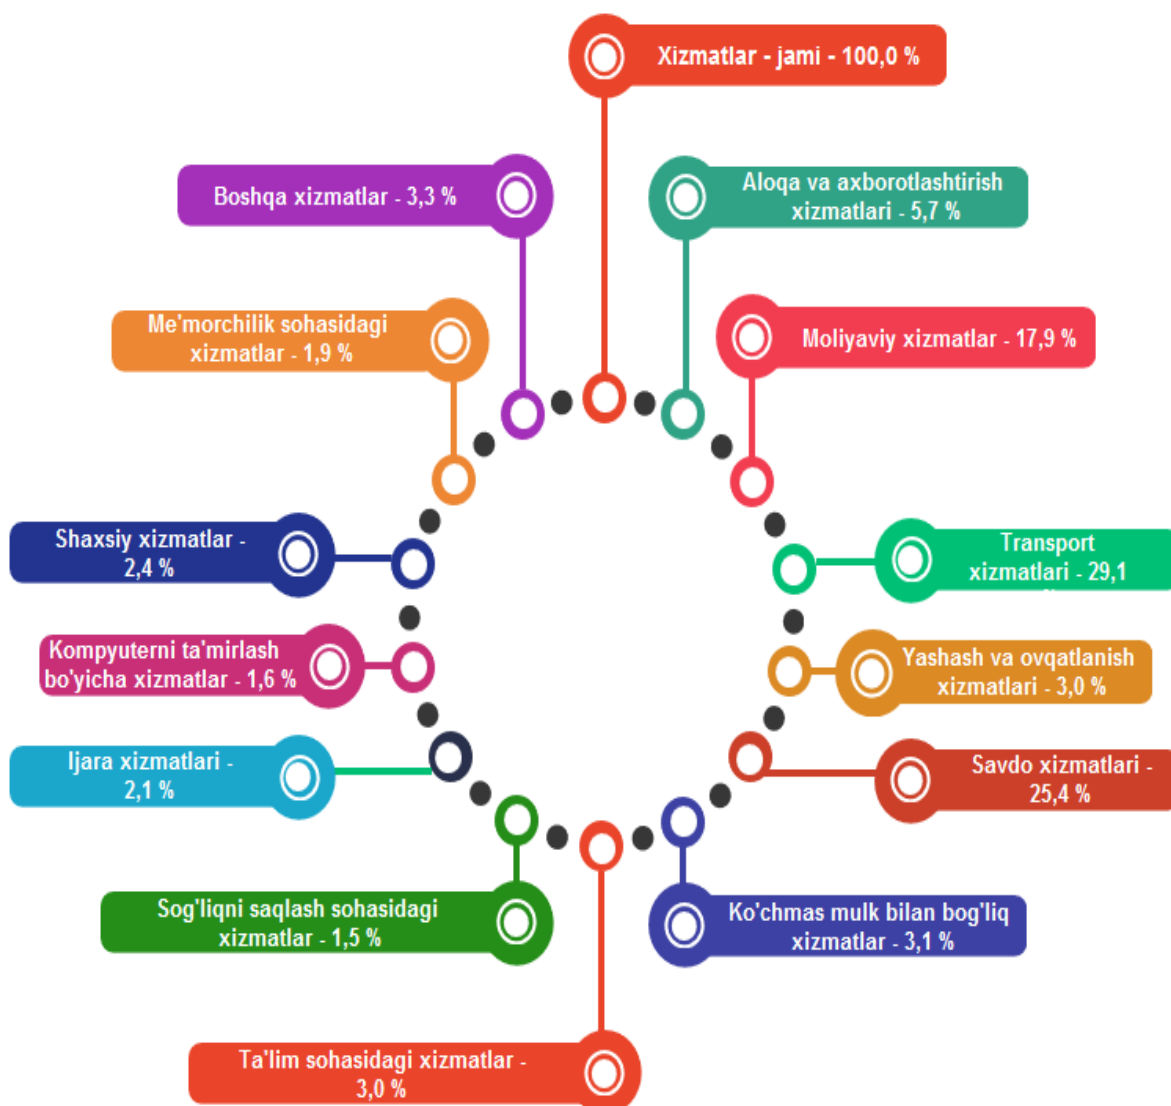 Xizmatlar - jami - 100,0 %
Boshqa xizmatlar - 3,3 %
Aloqa va axborotlashtirish
xizmatlari - 5,7 %
Me'morchilik sohasidagi
xizmatlar - 1,9 %
Moliyaviy xizmatlar - 17,9 %
Shaxsiy xizmatlar -
2,4 %
Transport
xizmatlari - 29,1
Kompyuterni ta'mirlash
bo'yicha xizmatlar - 1,6 %
Yashash va ovqatlanish
xizmatlari - 3,0 %
Ijara xizmatlari -
2,1 %
Savdo xizmatlari -
25,4 %
Sog'liqni saqlash sohasidagi
xizmatlar - 1,5 %
Ko'chmas mulk bilan bog'liq
xizmatlar - 3,1 %
Ta'lim sohasidagi xizmatlar -
3,0 %